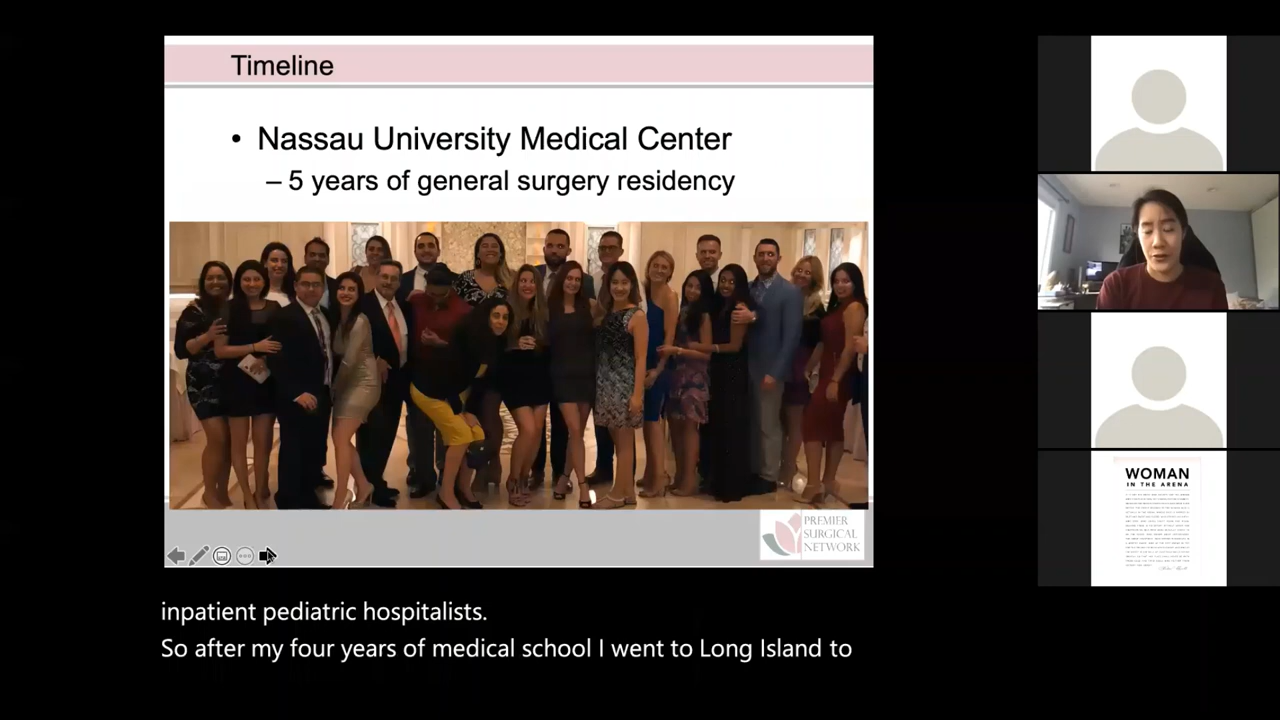 Timeline
• Nassau University Medical Center
– 5 years of general surgery residency
PREMIER
SURGICAL
NETWORK
WOMAN
IN THE ARENA
inpatient pediatric hospitalists.
So after my four years of medical school I went to Long Island to